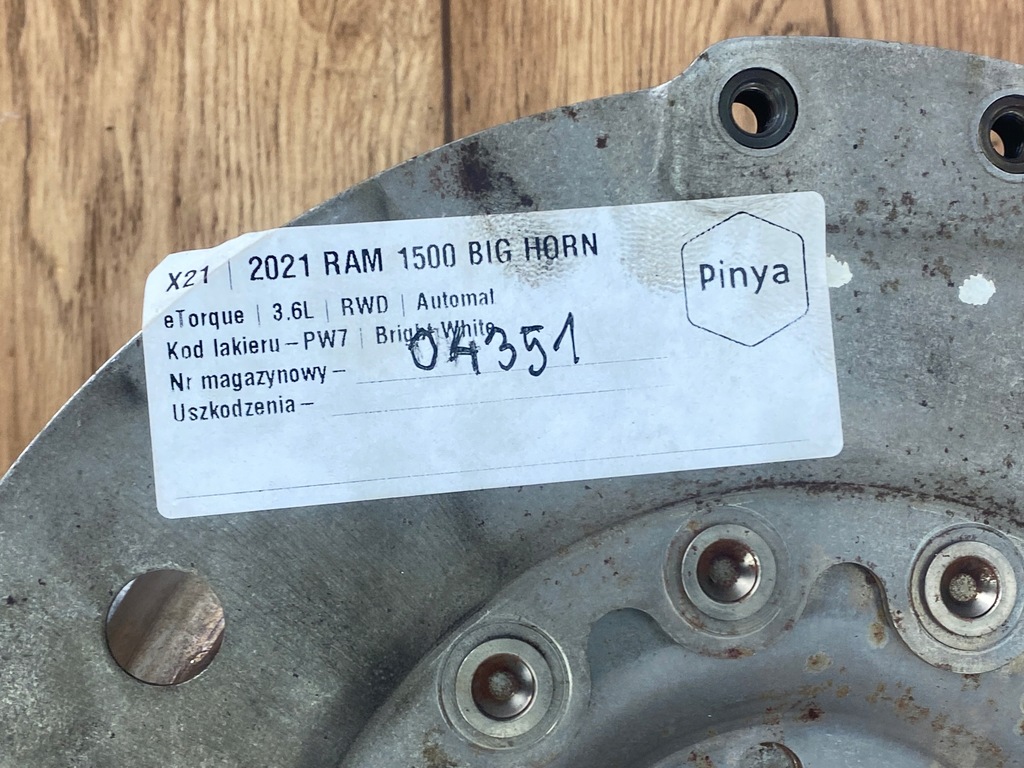 X21 | 2021 RAM 1500 BIG HORN
Pinya
eTorque | 3.6L | RWD | Automat
Kod lakieru – PW7 | Bright White
Nr magazynowy – 04351
Uszkodzenia –